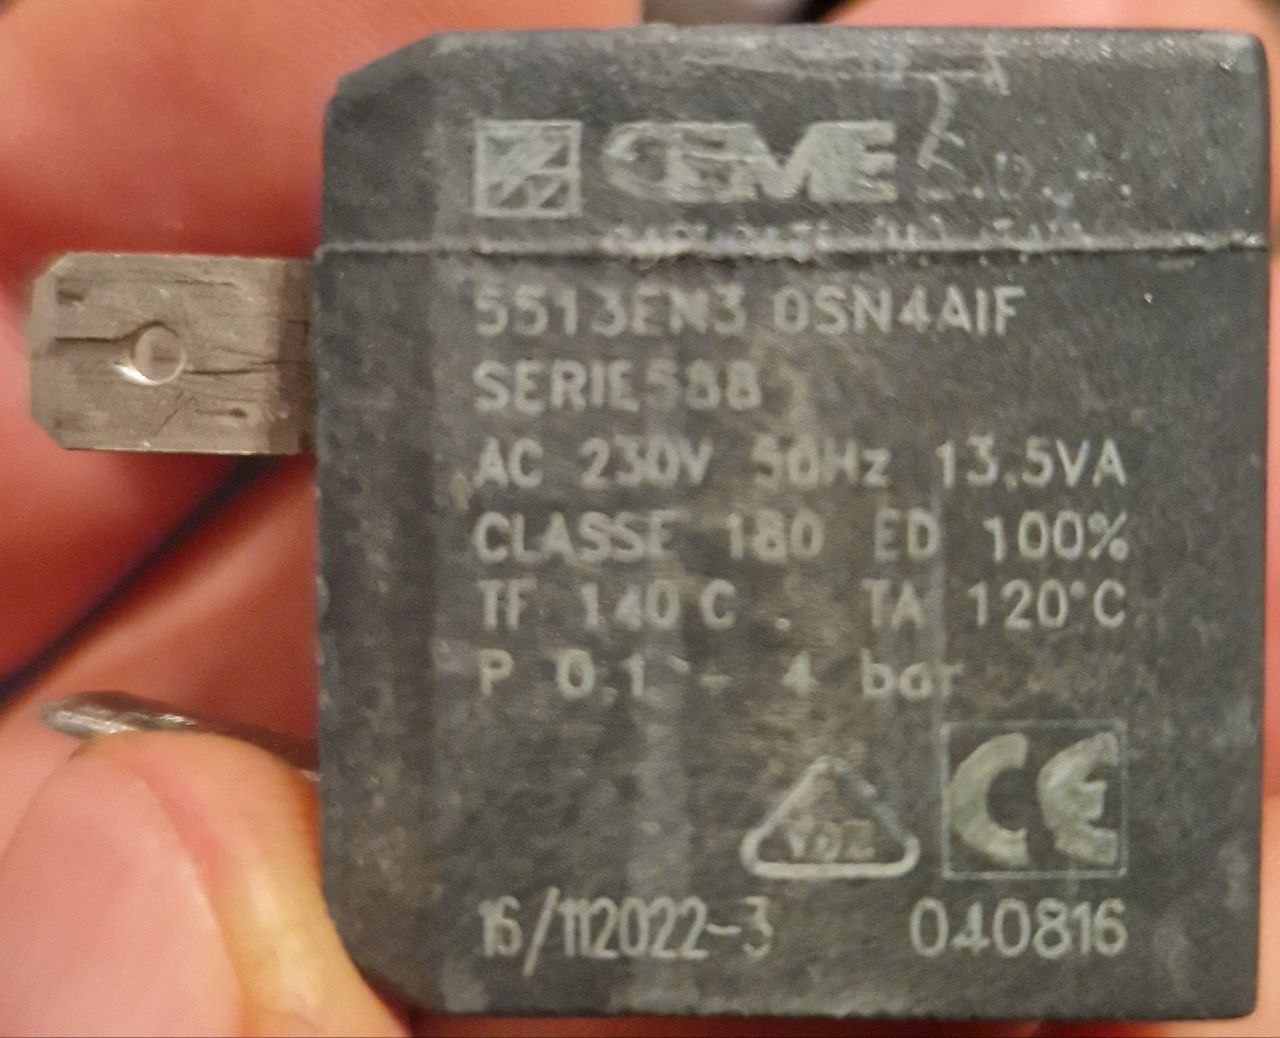 CEME S.p.A.
5513EN3.0SN4AIF
SERIE588
AC 230V 50Hz 13.5VA
CLASSE 180 ED 100%
TF 140°C TA 120°C
P 0.1 - 4 bar
VDE CE
16/112022-3 040816